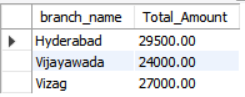 branch_name Total_Amount
Hyderabad 29500.00
Vijayawada 24000.00
Vizag 27000.00